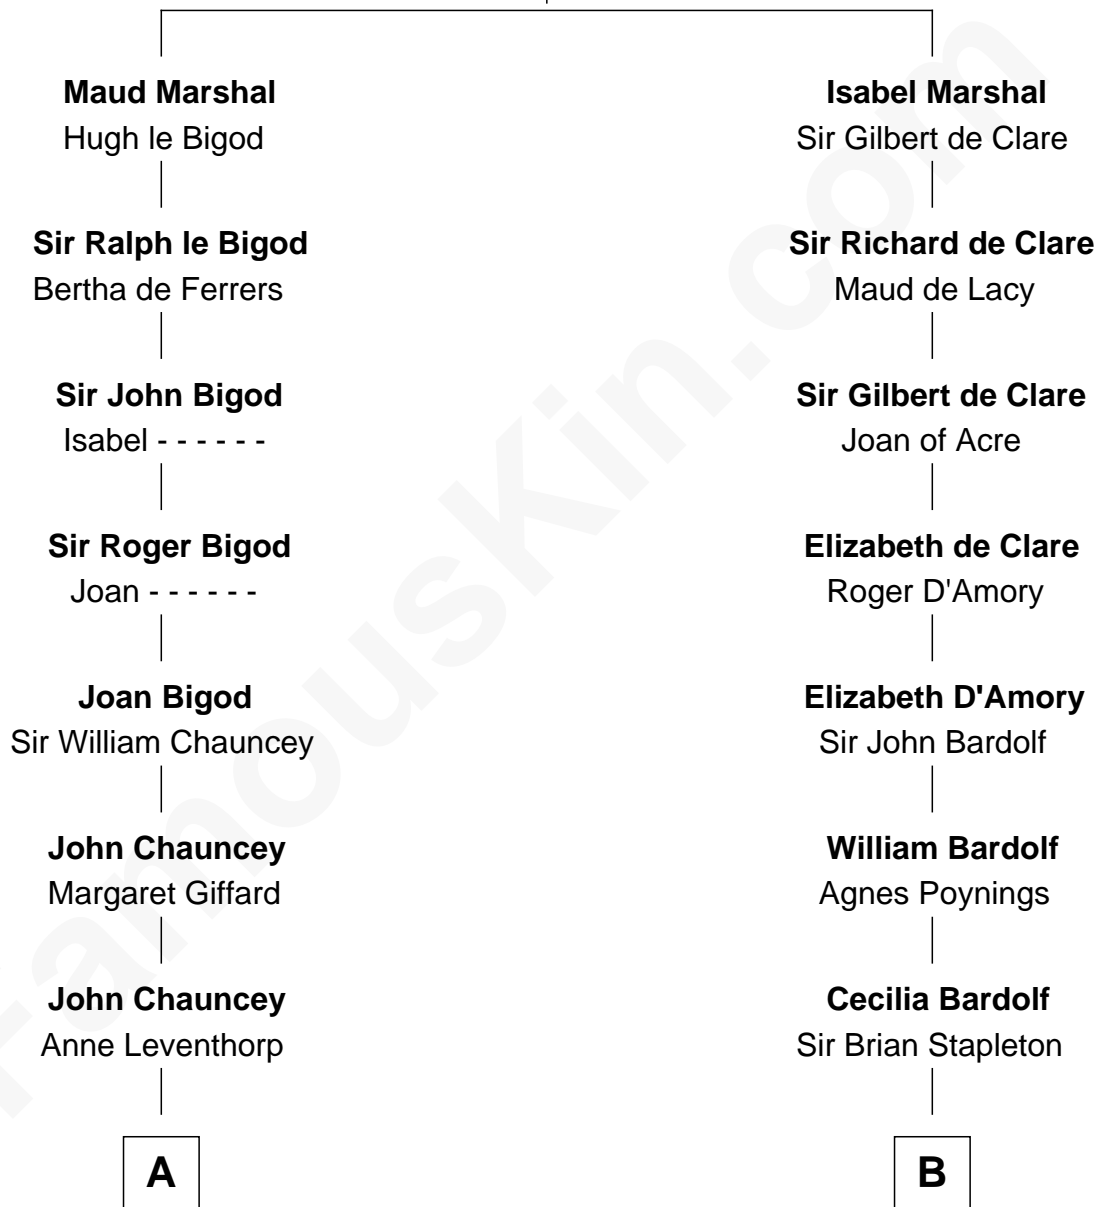 Maud Marshal
Hugh le Bigod
Sir Ralph le Bigod
Bertha de Ferrers
Sir John Bigod
Isabel - - - - - -
Sir Roger Bigod
Joan - - - - - -
Joan Bigod
Sir William Chauncey
John Chauncey
Margaret Giffard
John Chauncey
Anne Leventhorp
A
Isabel Marshal
Sir Gilbert de Clare
Sir Richard de Clare
Maud de Lacy
Sir Gilbert de Clare
Joan of Acre
Elizabeth de Clare
Roger D'Amory
Elizabeth D'Amory
Sir John Bardolf
William Bardolf
Agnes Poynings
Cecilia Bardolf
Sir Brian Stapleton
B
FamousKin.com